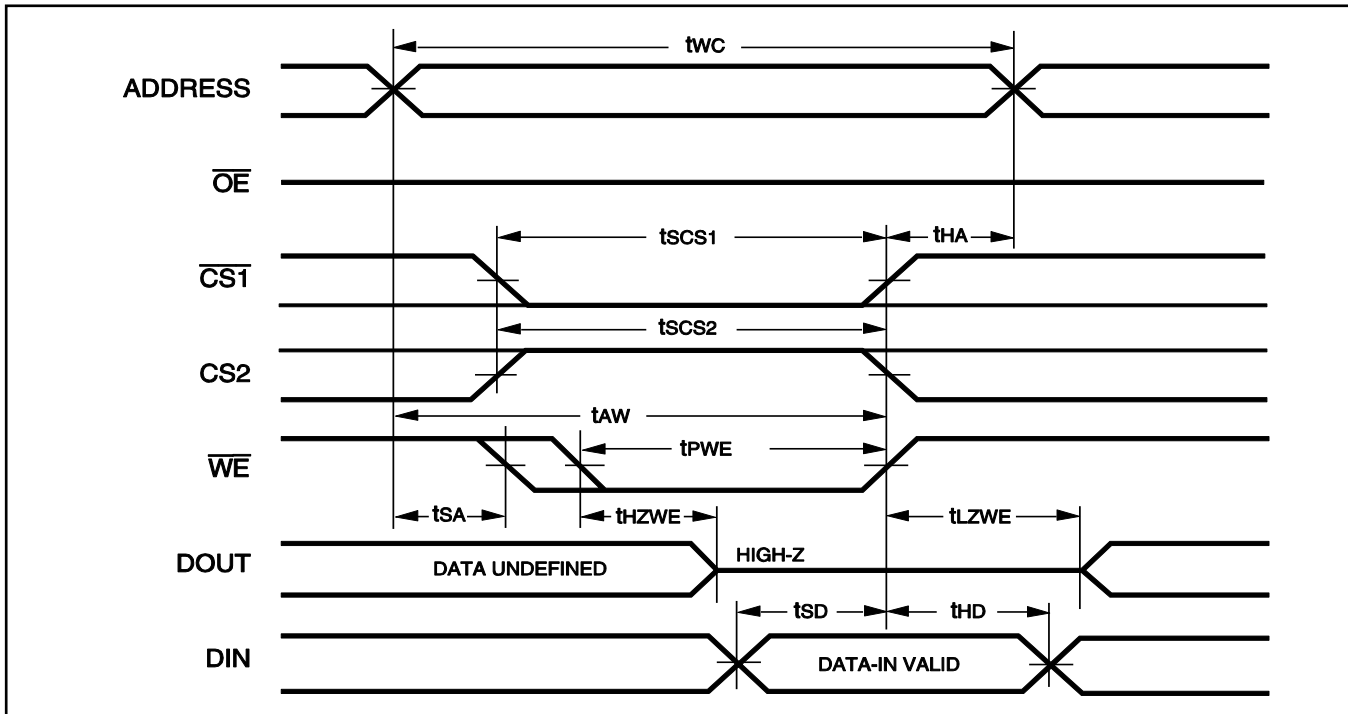 tWC
ADDRESS
OE
tSCS1
tHA
CS1
tSCS2
CS2
tAW
tPWE
WE
tSA
tHZWE
tLZWE
DOUT
DATA UNDEFINED
HIGH-Z
tSD
tHD
DIN
DATA-IN VALID